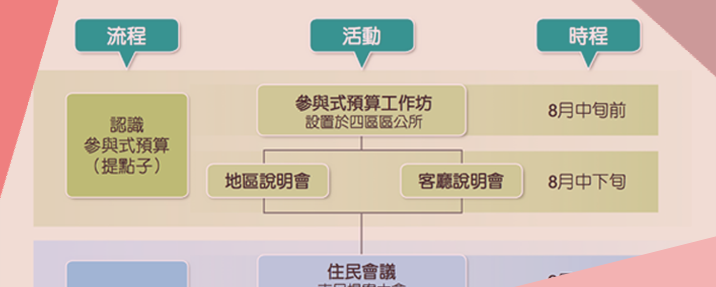 流程 活動 時程
參與式預算工作坊
設置於四區區公所
8月中旬前
認識
參與式預算
（提點子）
地區說明會
客廳說明會
8月中下旬
住民會議